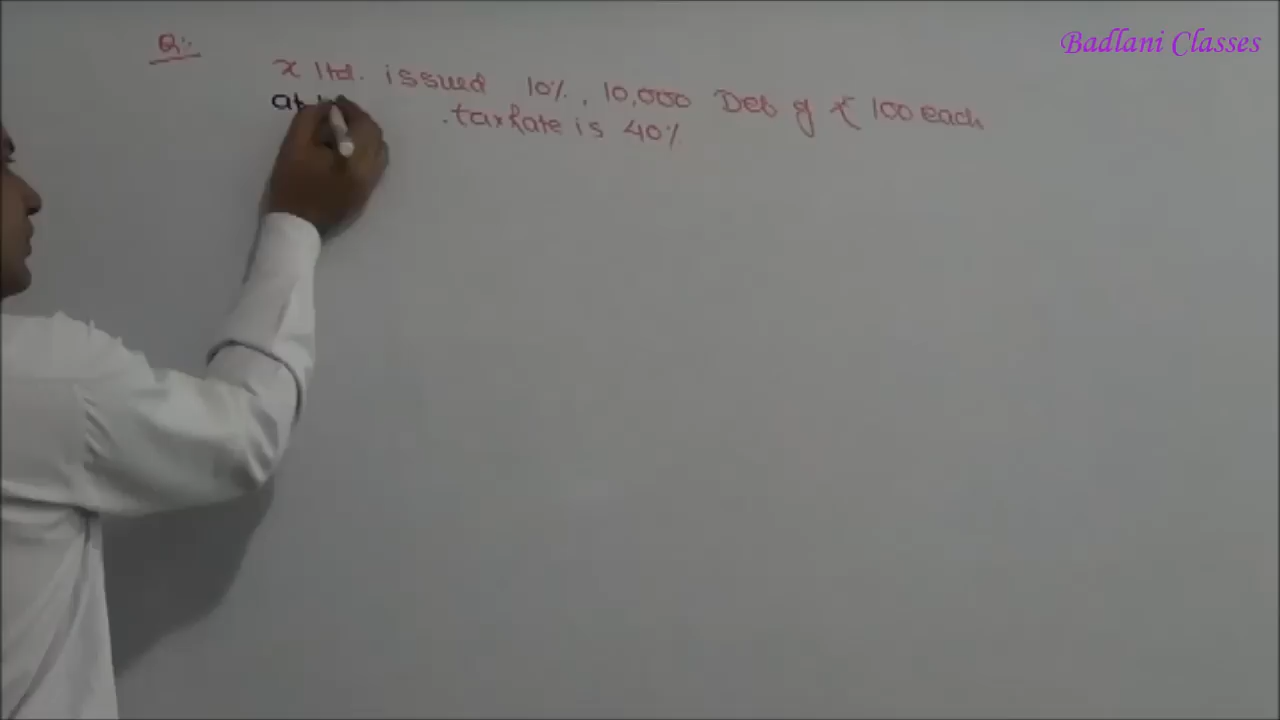 Badlani Classes
Q:-
x ltd. issued 10%, 10,000 Deb of ₹ 100 each
at
. tax Rate is 40%